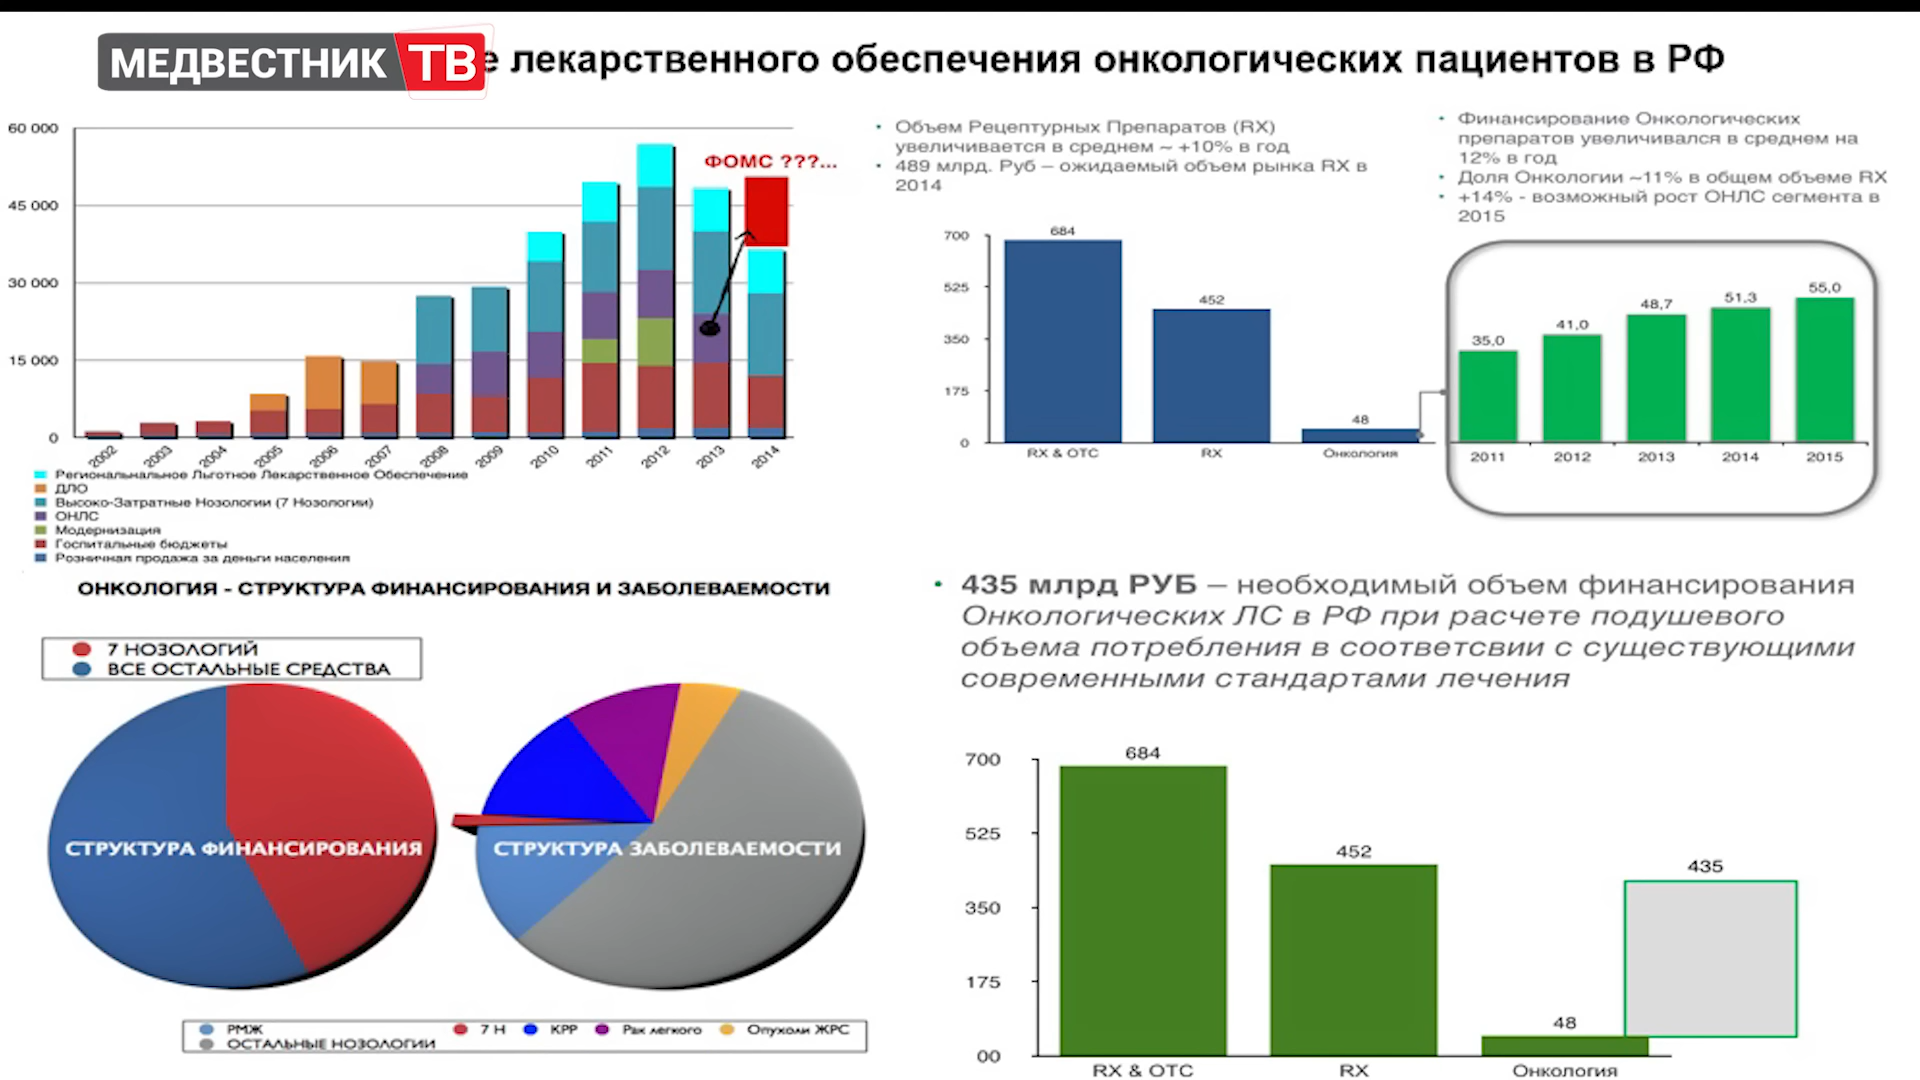 МЕДВЕСТНИК ТВ
е лекарственного обеспечения онкологических пациентов в РФ
60 000
45 000
30 000
15 000
0
ФОМС ???...
2002 2003 2004 2005 2006 2007 2008 2009 2010 2011 2012 2013 2014
Региональнальное Льготное Лекарственное Обеспечение
ДЛО
Высоко-Затратные Нозологии (7 Нозологии)
ОНЛС
Модернизация
Госпитальные бюджеты
Розничная продажа за деньги населения
• Объем Рецептурных Препаратов (RX)
увеличивается в среднем ~ +10% в год
• 489 млрд. Руб – ожидаемый объем рынка RX в
2014
700
525
350
175
0
684
452
48
RX & OTC RX Онкология
• Финансирование Онкологических
препаратов увеличивался в среднем на
12% в год
• Доля Онкологии ~11% в общем объеме RX
• +14% - возможный рост ОНЛС сегмента в
2015
35,0 41,0 48,7 51,3 55,0
2011 2012 2013 2014 2015
ОНКОЛОГИЯ - СТРУКТУРА ФИНАНСИРОВАНИЯ И ЗАБОЛЕВАЕМОСТИ
7 НОЗОЛОГИЙ
ВСЕ ОСТАЛЬНЫЕ СРЕДСТВА
СТРУКТУРА ФИНАНСИРОВАНИЯ
СТРУКТУРА ЗАБОЛЕВАЕМОСТИ
РМЖ 7 Н КРР Рак легкого Опухоли ЖРС
ОСТАЛЬНЫЕ НОЗОЛОГИИ
• 435 млрд РУБ – необходимый объем финансирования
Онкологических ЛС в РФ при расчете подушевого
объема потребления в соответсвии с существующими
современными стандартами лечения
700
525
350
175
00
684
452
48
435
RX & OTC RX Онкология